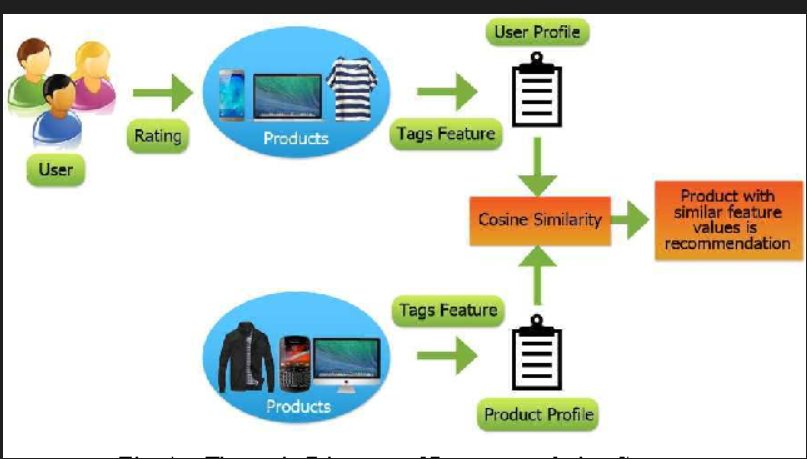 User Profile
Rating
Products
Tags Feature
User
Cosine Similarity
Product with
similar feature
values is
recommendation
Tags Feature
Products
Product Profile